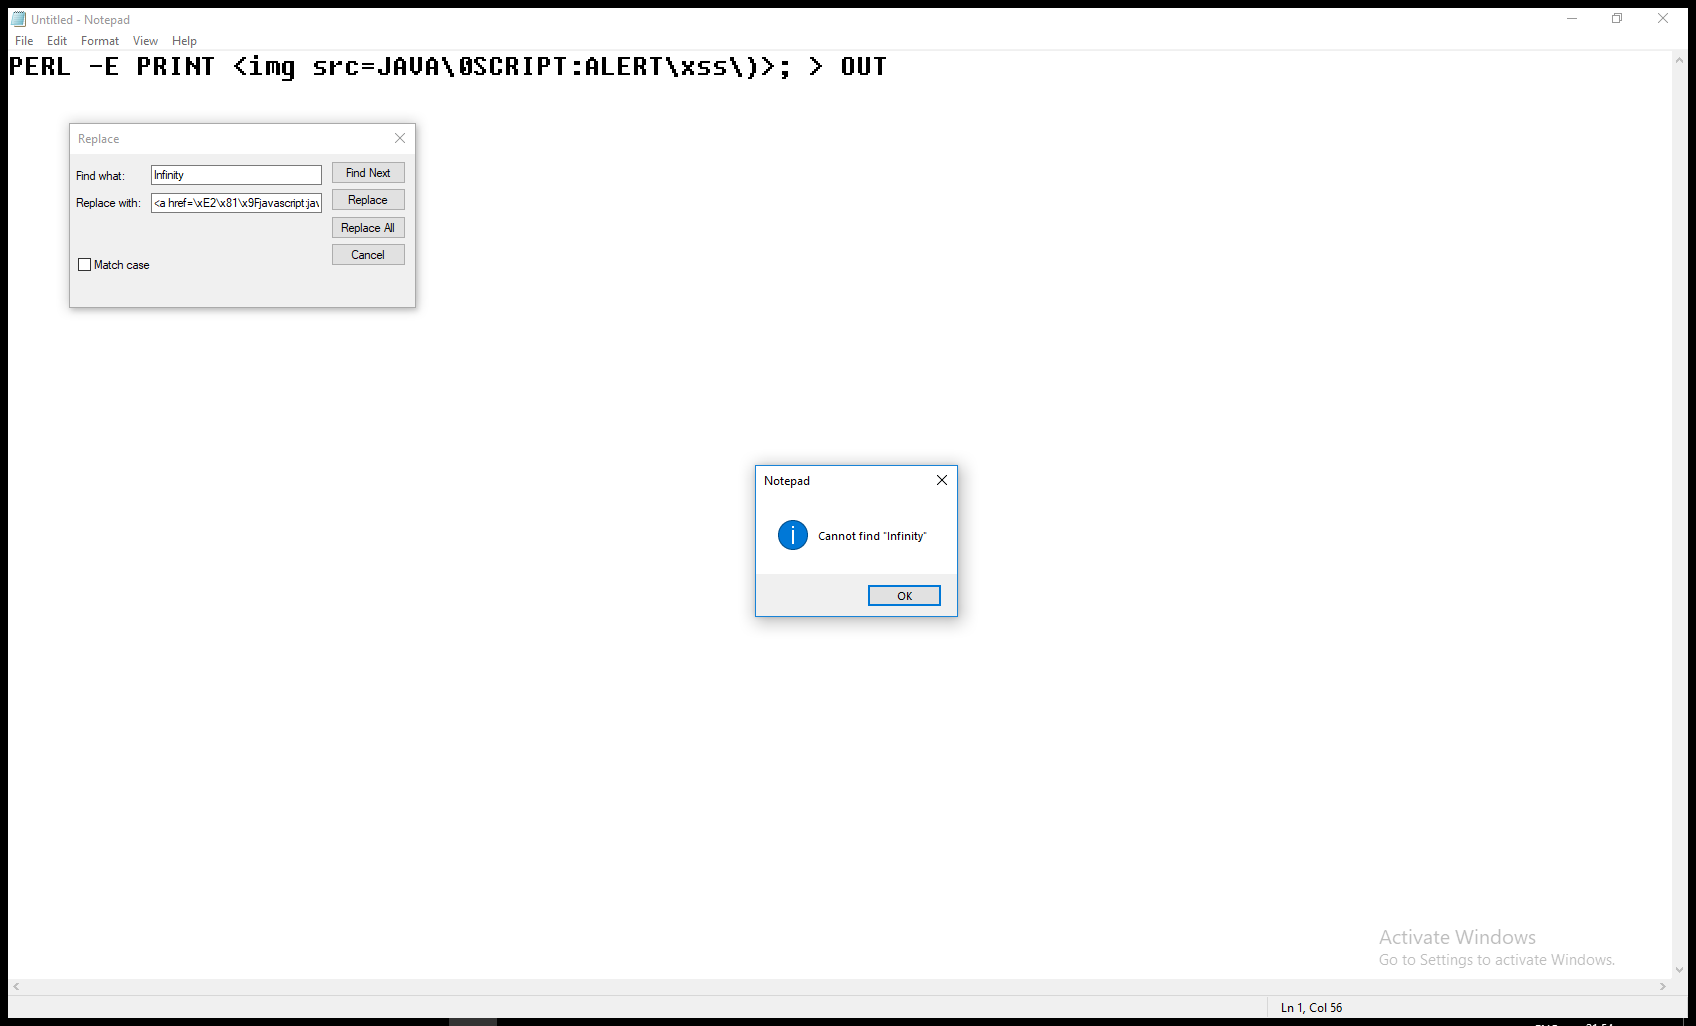 Untitled - Notepad
File Edit Format View Help
PERL -E PRINT <img src=JAVA\0SCRIPT:ALERT\xss\)>; > OUT
Replace
Find what: Infinity Find Next
Replace with: <a href=\xE2\x81\x9Fjavascript:jav Replace
Replace All
Cancel
Match case
Notepad
Cannot find "Infinity"
OK
Activate Windows
Go to Settings to activate Windows.
Ln 1, Col 56